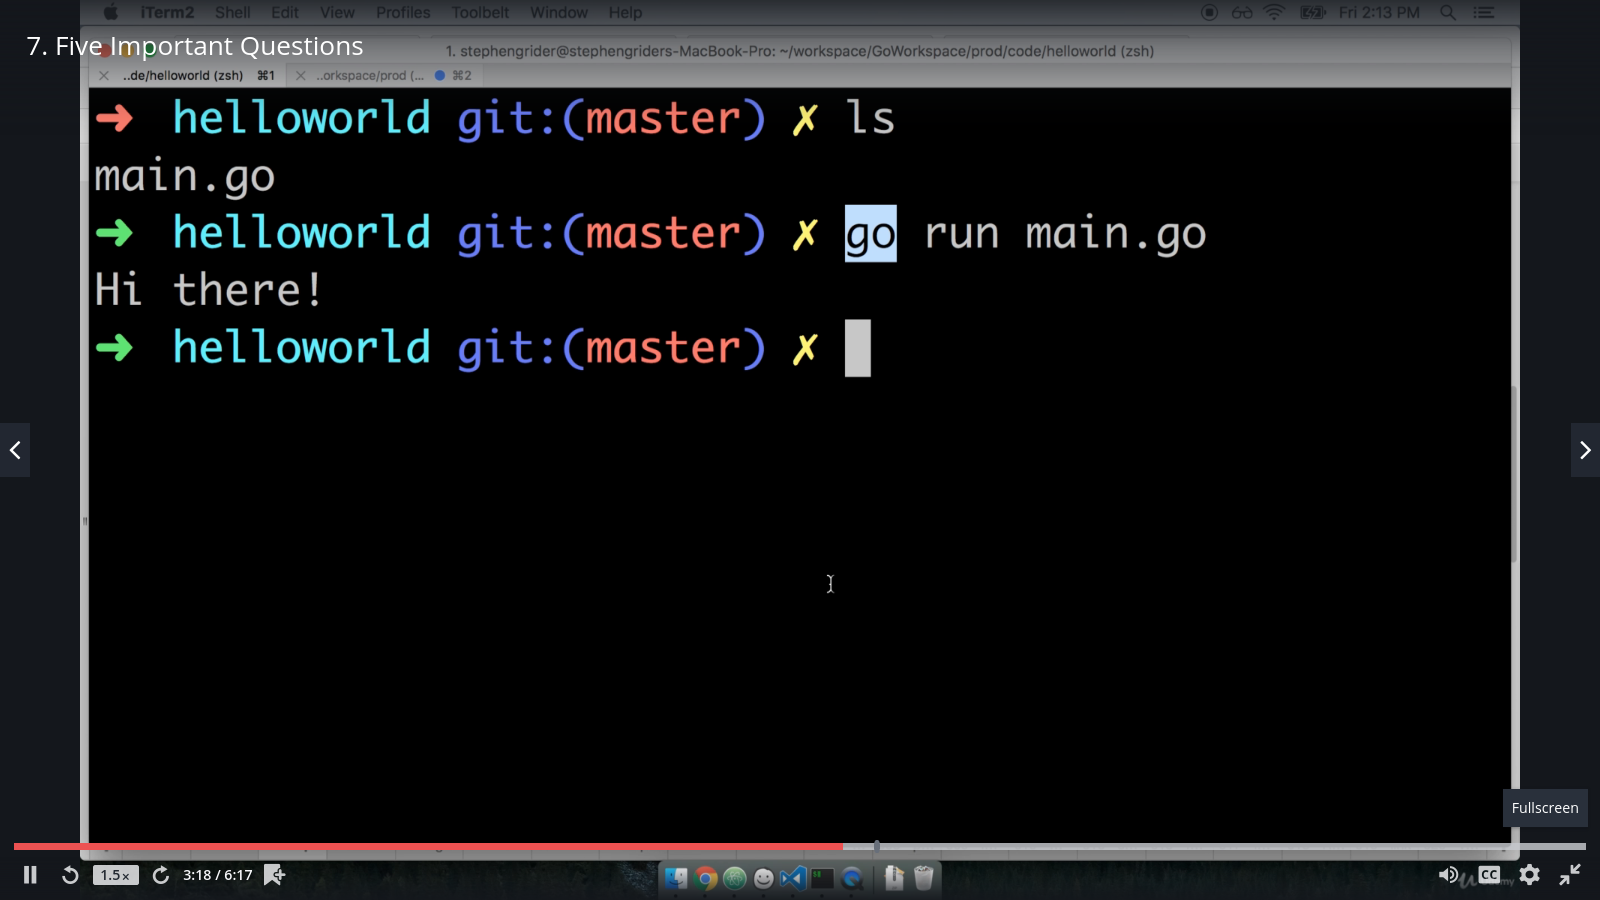 iTerm2 Shell Edit View Profiles Toolbelt Window Help Fri 2:13 PM
7. Five Important Questions
1. stephengrider@stephengriders-MacBook-Pro: ~/workspace/GoWorkspace/prod/code/helloworld (zsh)
..de/helloworld (zsh) ⌘1 ..orkspace/prod (... ⌘2
➜ helloworld git:(master) ✗ ls
main.go
➜ helloworld git:(master) ✗ go run main.go
Hi there!
➜ helloworld git:(master) ✗
Fullscreen
1.5x 3:18 / 6:17 CC